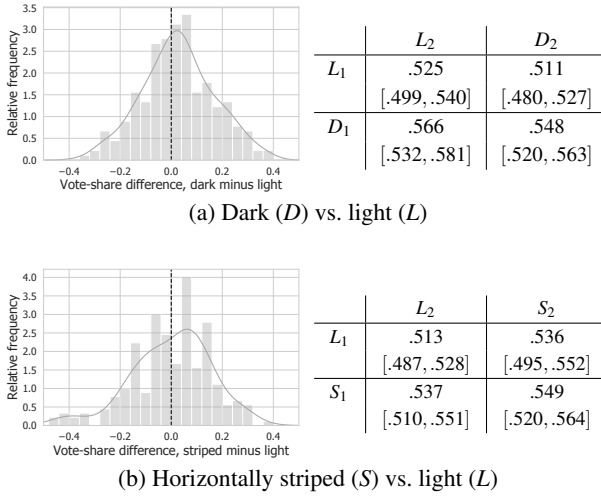 Relative frequency
3.5
3.0
2.5
2.0
1.5
1.0
0.5
0.0
−0.4 −0.2 0.0 0.2 0.4
Vote-share difference, dark minus light
L2 D2
L1 .525 .511
[.499, .540] [.480, .527]
D1 .566 .548
[.532, .581] [.520, .563]
(a) Dark (D) vs. light (L)
Relative frequency
4.0
3.5
3.0
2.5
2.0
1.5
1.0
0.5
0.0
−0.4 −0.2 0.0 0.2 0.4
Vote-share difference, striped minus light
L2 S2
L1 .513 .536
[.487, .528] [.495, .552]
S1 .537 .549
[.510, .551] [.520, .564]
(b) Horizontally striped (S) vs. light (L)